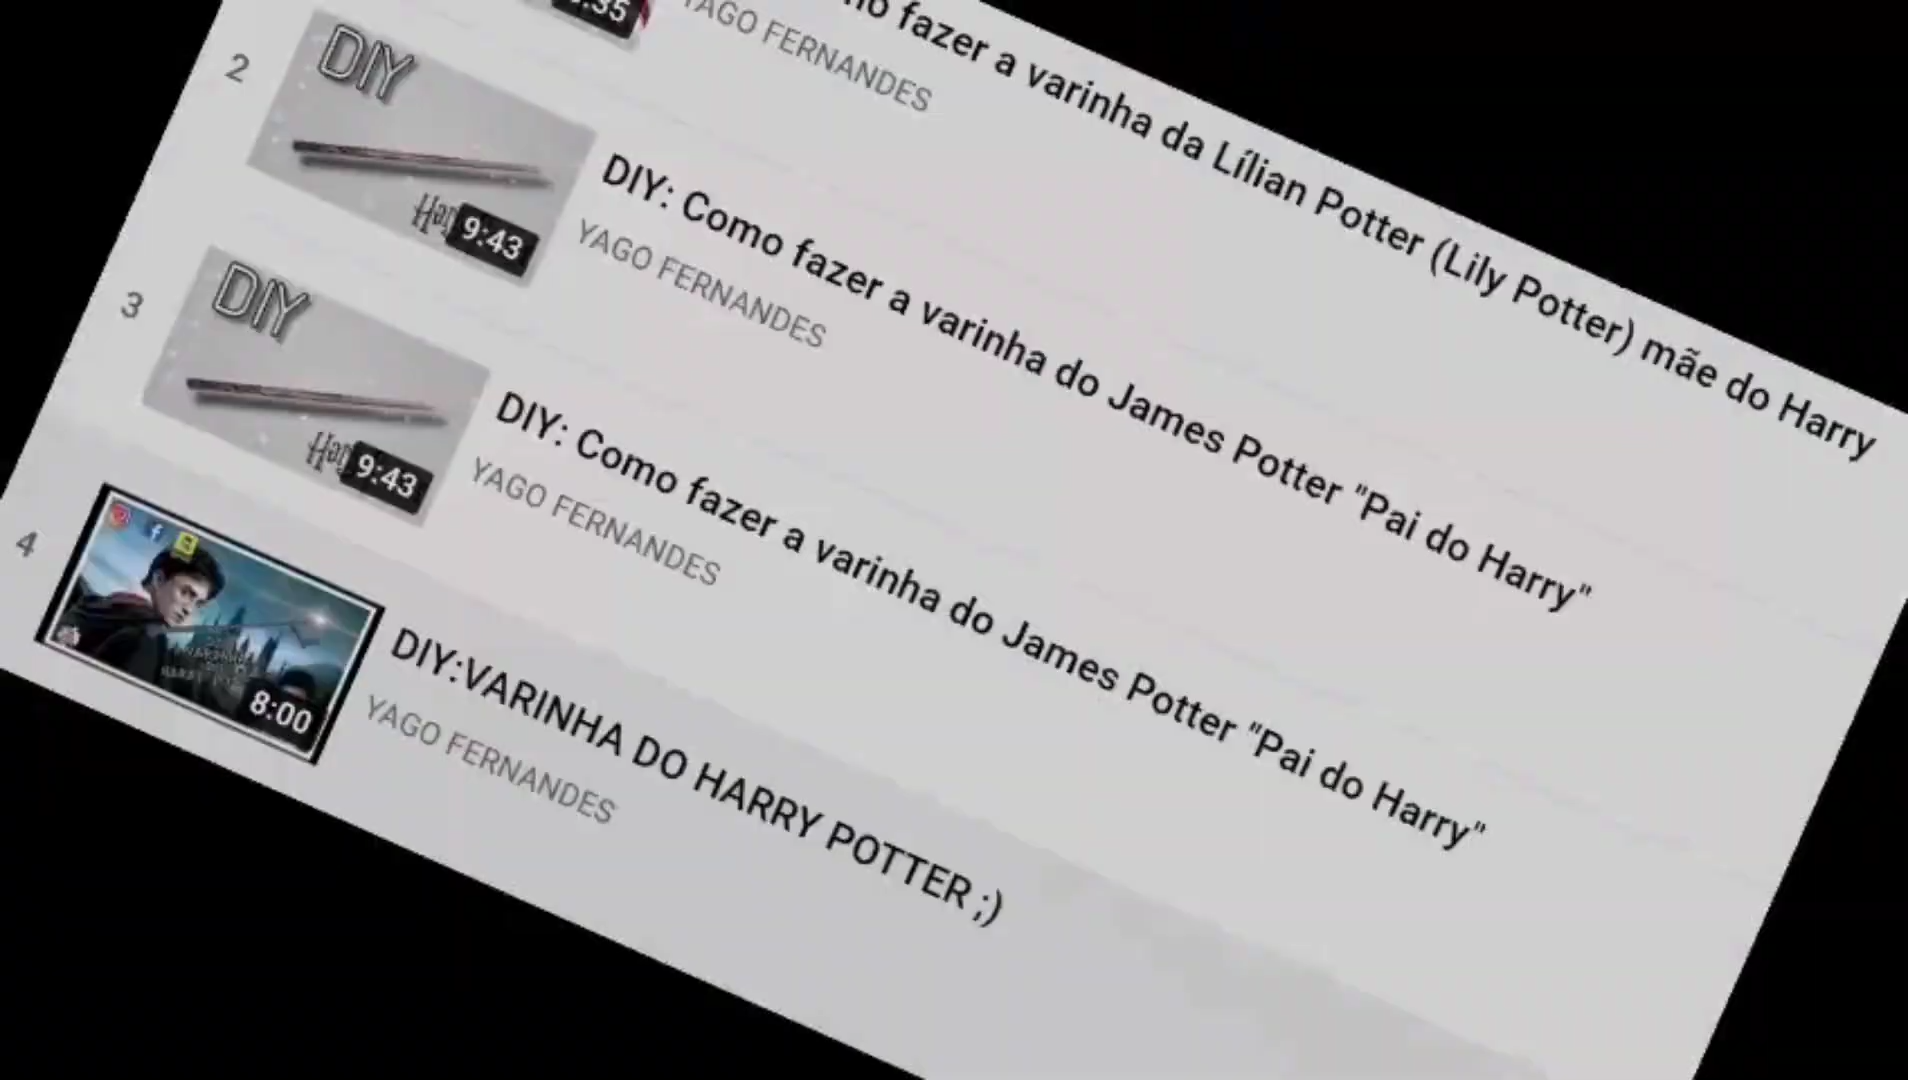 fazer a varinha da Lílian Potter (Lily Potter) mãe do Harry
YAGO FERNANDES
2
DIY
9:43
DIY: Como fazer a varinha do James Potter "Pai do Harry"
YAGO FERNANDES
3
DIY
9:43
DIY: Como fazer a varinha do James Potter "Pai do Harry"
YAGO FERNANDES
4
8:00
DIY:VARINHA DO HARRY POTTER ;)
YAGO FERNANDES